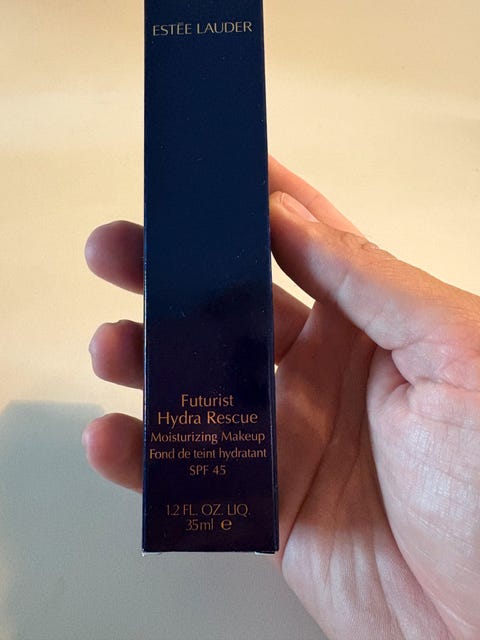 ESTĒE LAUDER
Futurist
Hydra Rescue
Moisturizing Makeup
Fond de teint hydratant
SPF 45
1.2 FL. OZ. LIQ.
35ml e